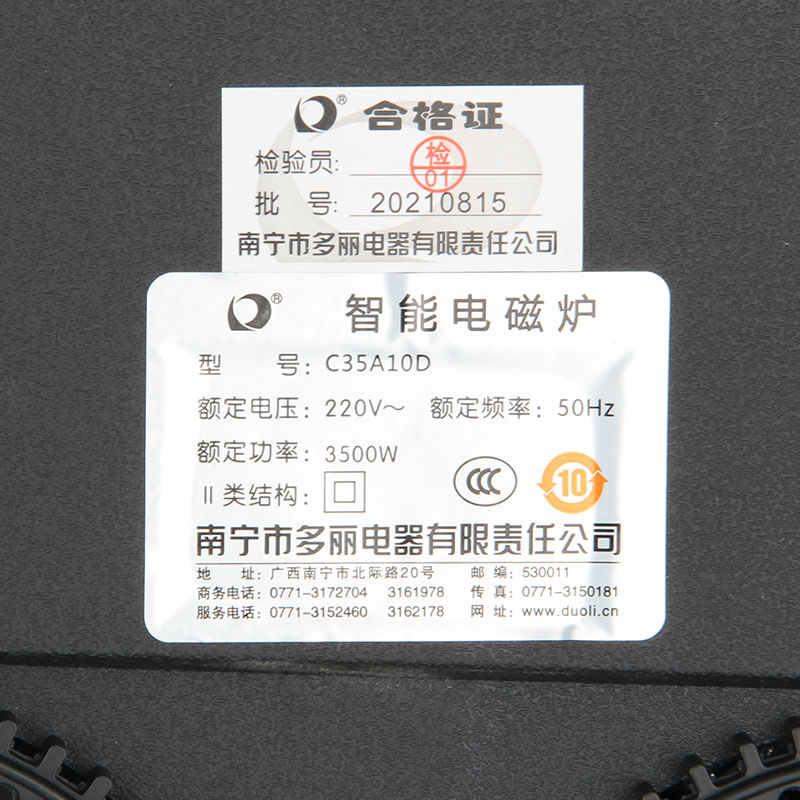 ® 合格证
检验员: 检 01
批 号: 20210815
南宁市多丽电器有限责任公司
® 智能电磁炉
型 号: C35A10D
额定电压: 220V～ 额定频率: 50Hz
额定功率: 3500W
II类结构: CCC 10
南宁市多丽电器有限责任公司
地 址: 广西南宁市北际路20号 邮编: 530011
商务电话: 0771-3172704 3161978 传真: 0771-3150181
服务电话: 0771-3152460 3162178 网址: www.duoli.cn